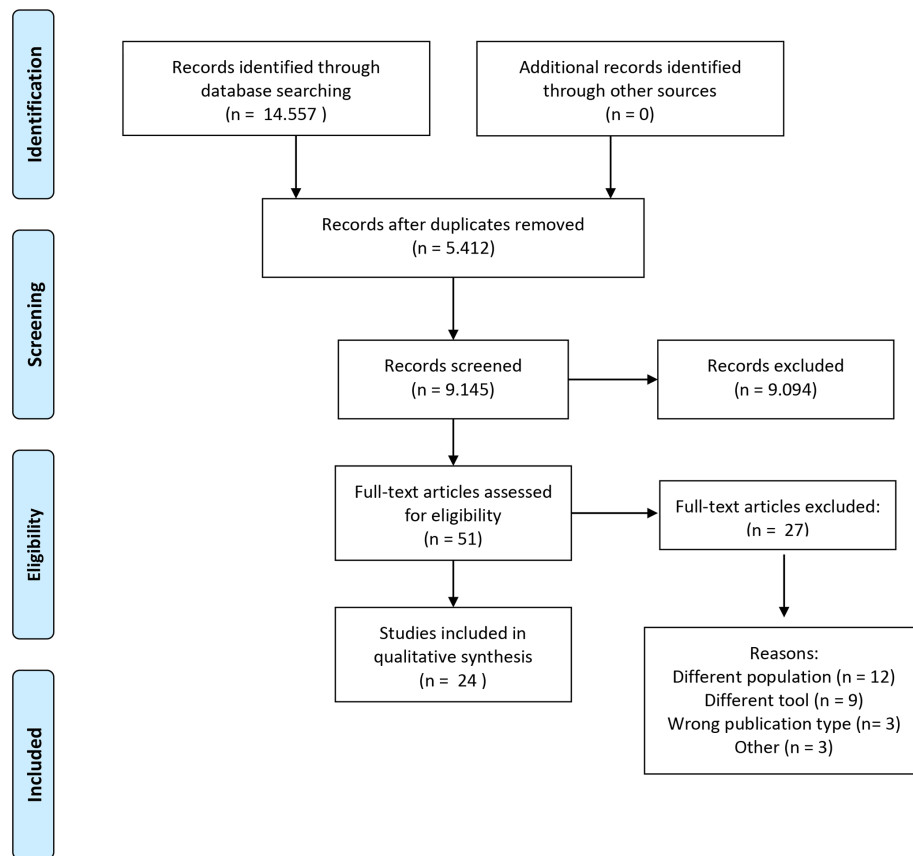 Identification
Records identified through
database searching
(n = 14.557 )
Additional records identified
through other sources
(n = 0)
Records after duplicates removed
(n = 5.412)
Screening
Records screened
(n = 9.145)
Records excluded
(n = 9.094)
Eligibility
Full-text articles assessed
for eligibility
(n = 51)
Full-text articles excluded:
(n = 27)
Studies included in
qualitative synthesis
(n = 24 )
Reasons:
Different population (n = 12)
Different tool (n = 9)
Wrong publication type (n= 3)
Other (n = 3)
Included